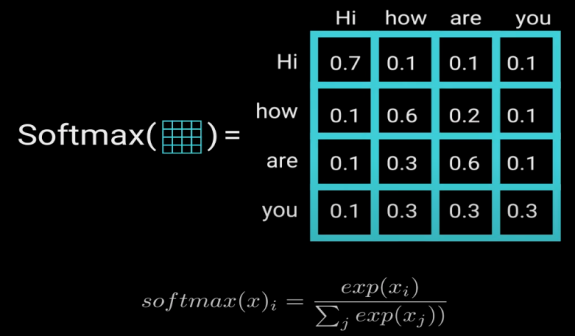 Hi how are you
Hi 0.7 0.1 0.1 0.1
how 0.1 0.6 0.2 0.1
Softmax( ) =
are 0.1 0.3 0.6 0.1
you 0.1 0.3 0.3 0.3
softmax(x)_i = exp(x_i) / ∑_j exp(x_j))